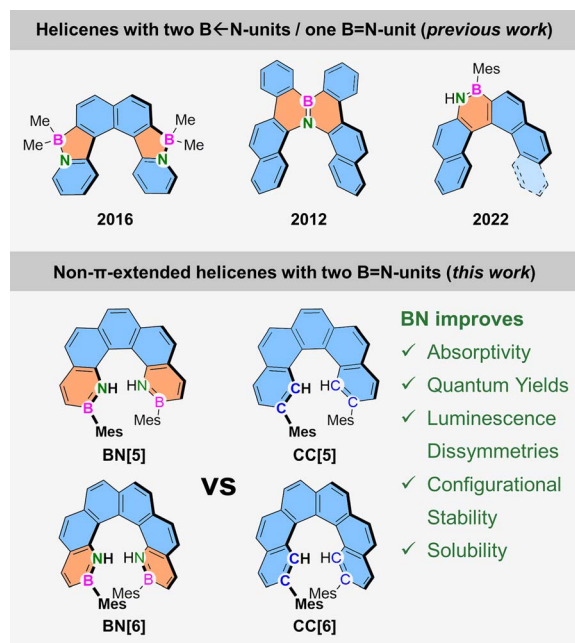 Helicenes with two B←N-units / one B=N-unit (previous work)
Me
Me
B
N
B
Me
Me
N
2016
B
N
2012
Mes
HN
B
2022
Non-π-extended helicenes with two B=N-units (this work)
NH
B
Mes
HN
B
Mes
BN[5]
CH
C
C
Mes
HC
C
Mes
CC[5]
vs
NH
B
Mes
HN
B
Mes
BN[6]
CH
C
C
Mes
HC
C
Mes
CC[6]
BN improves
✓ Absorptivity
✓ Quantum Yields
✓ Luminescence
Dissymmetries
✓ Configurational
Stability
✓ Solubility